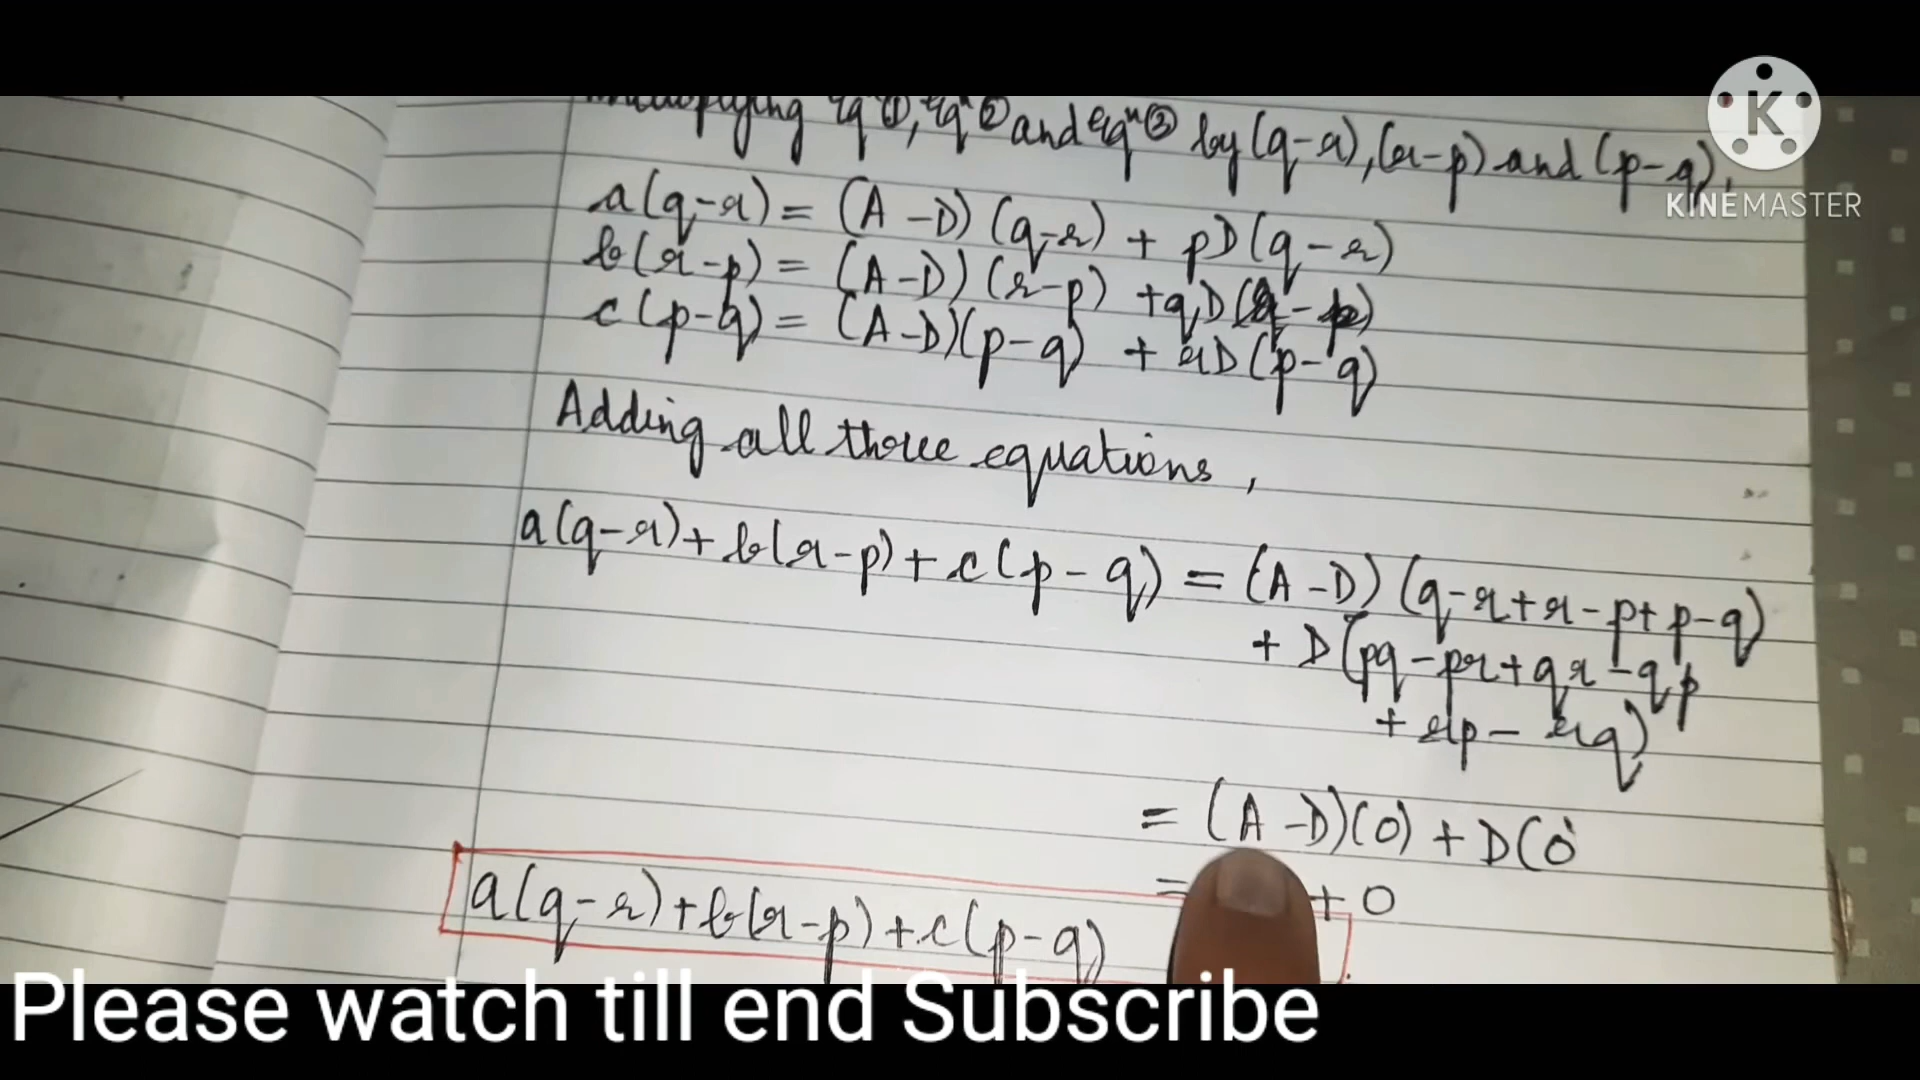 multiplying eqⁿ①, eqⁿ② and eqⁿ③ by (q-r), (r-p) and (p-q),
K
KINEMASTER
a(q-r) = (A-D)(q-r) + pD(q-r)
b(r-p) = (A-D)(r-p) + qD(r-p)
c(p-q) = (A-D)(p-q) + rD(p-q)
Adding all three equations,
a(q-r) + b(r-p) + c(p-q) = (A-D)(q-r+r-p+p-q)
+ D(pq-pr+qr-qp
+ rp-rq)
= (A-D)(0) + D(0
= + 0
a(q-r) + b(r-p) + c(p-q)
Please watch till end Subscribe